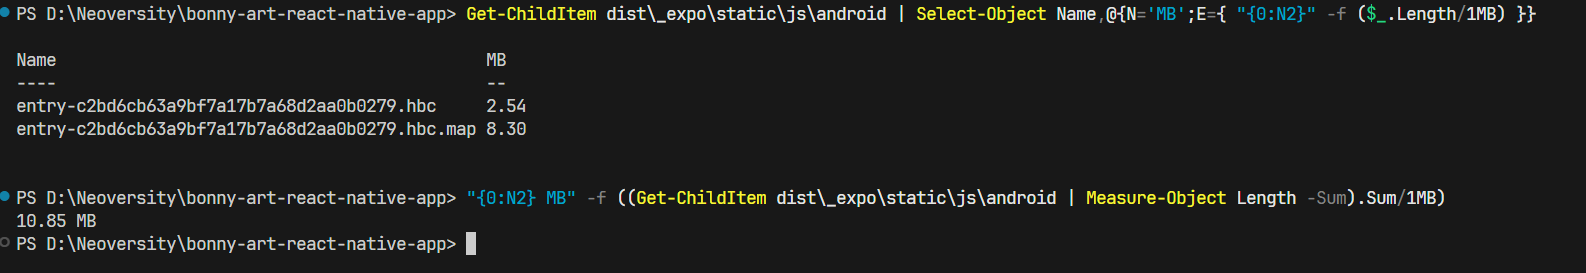 PS D:\Neoversity\bonny-art-react-native-app> Get-ChildItem dist\_expo\static\js\android | Select-Object Name,@{N='MB';E={ "{0:N2}" -f ($_.Length/1MB) }}
Name MB
---- --
entry-c2bd6cb63a9bf7a17b7a68d2aa0b0279.hbc 2.54
entry-c2bd6cb63a9bf7a17b7a68d2aa0b0279.hbc.map 8.30
PS D:\Neoversity\bonny-art-react-native-app> "{0:N2} MB" -f ((Get-ChildItem dist\_expo\static\js\android | Measure-Object Length -Sum).Sum/1MB)
10.85 MB
PS D:\Neoversity\bonny-art-react-native-app>